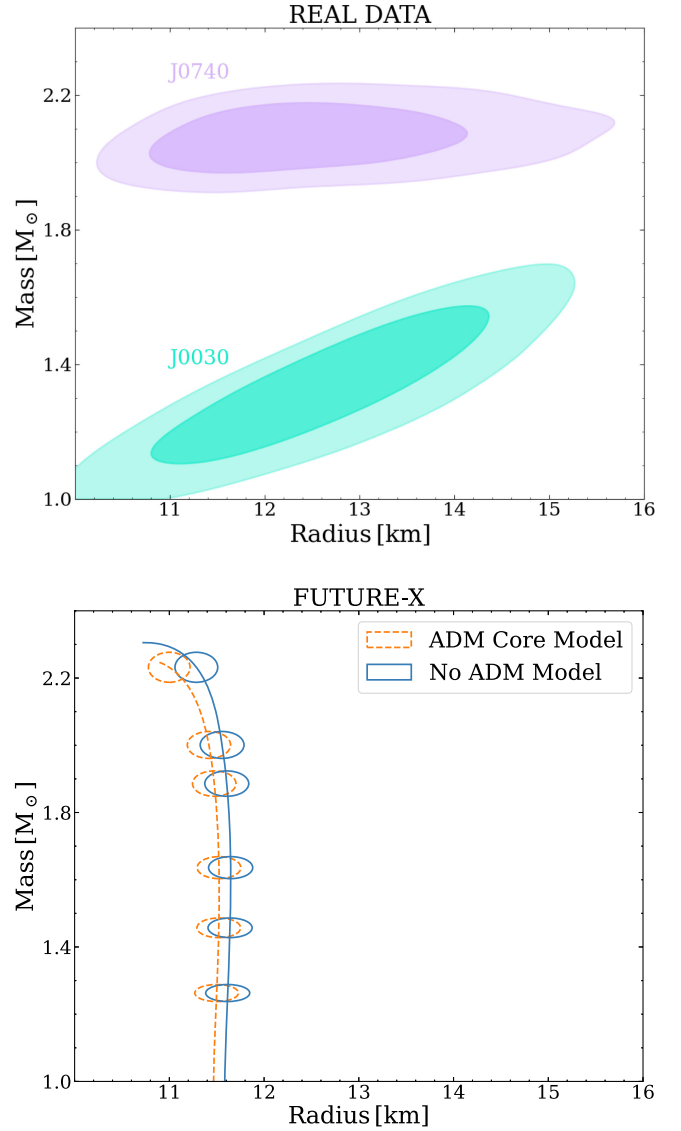 REAL DATA
J0740
2.2
1.8
Mass [M⊙]
J0030
1.4
1.0
11 12 13 14 15 16
Radius [km]
FUTURE-X
ADM Core Model
No ADM Model
2.2
1.8
Mass [M⊙]
1.4
1.0
11 12 13 14 15 16
Radius [km]